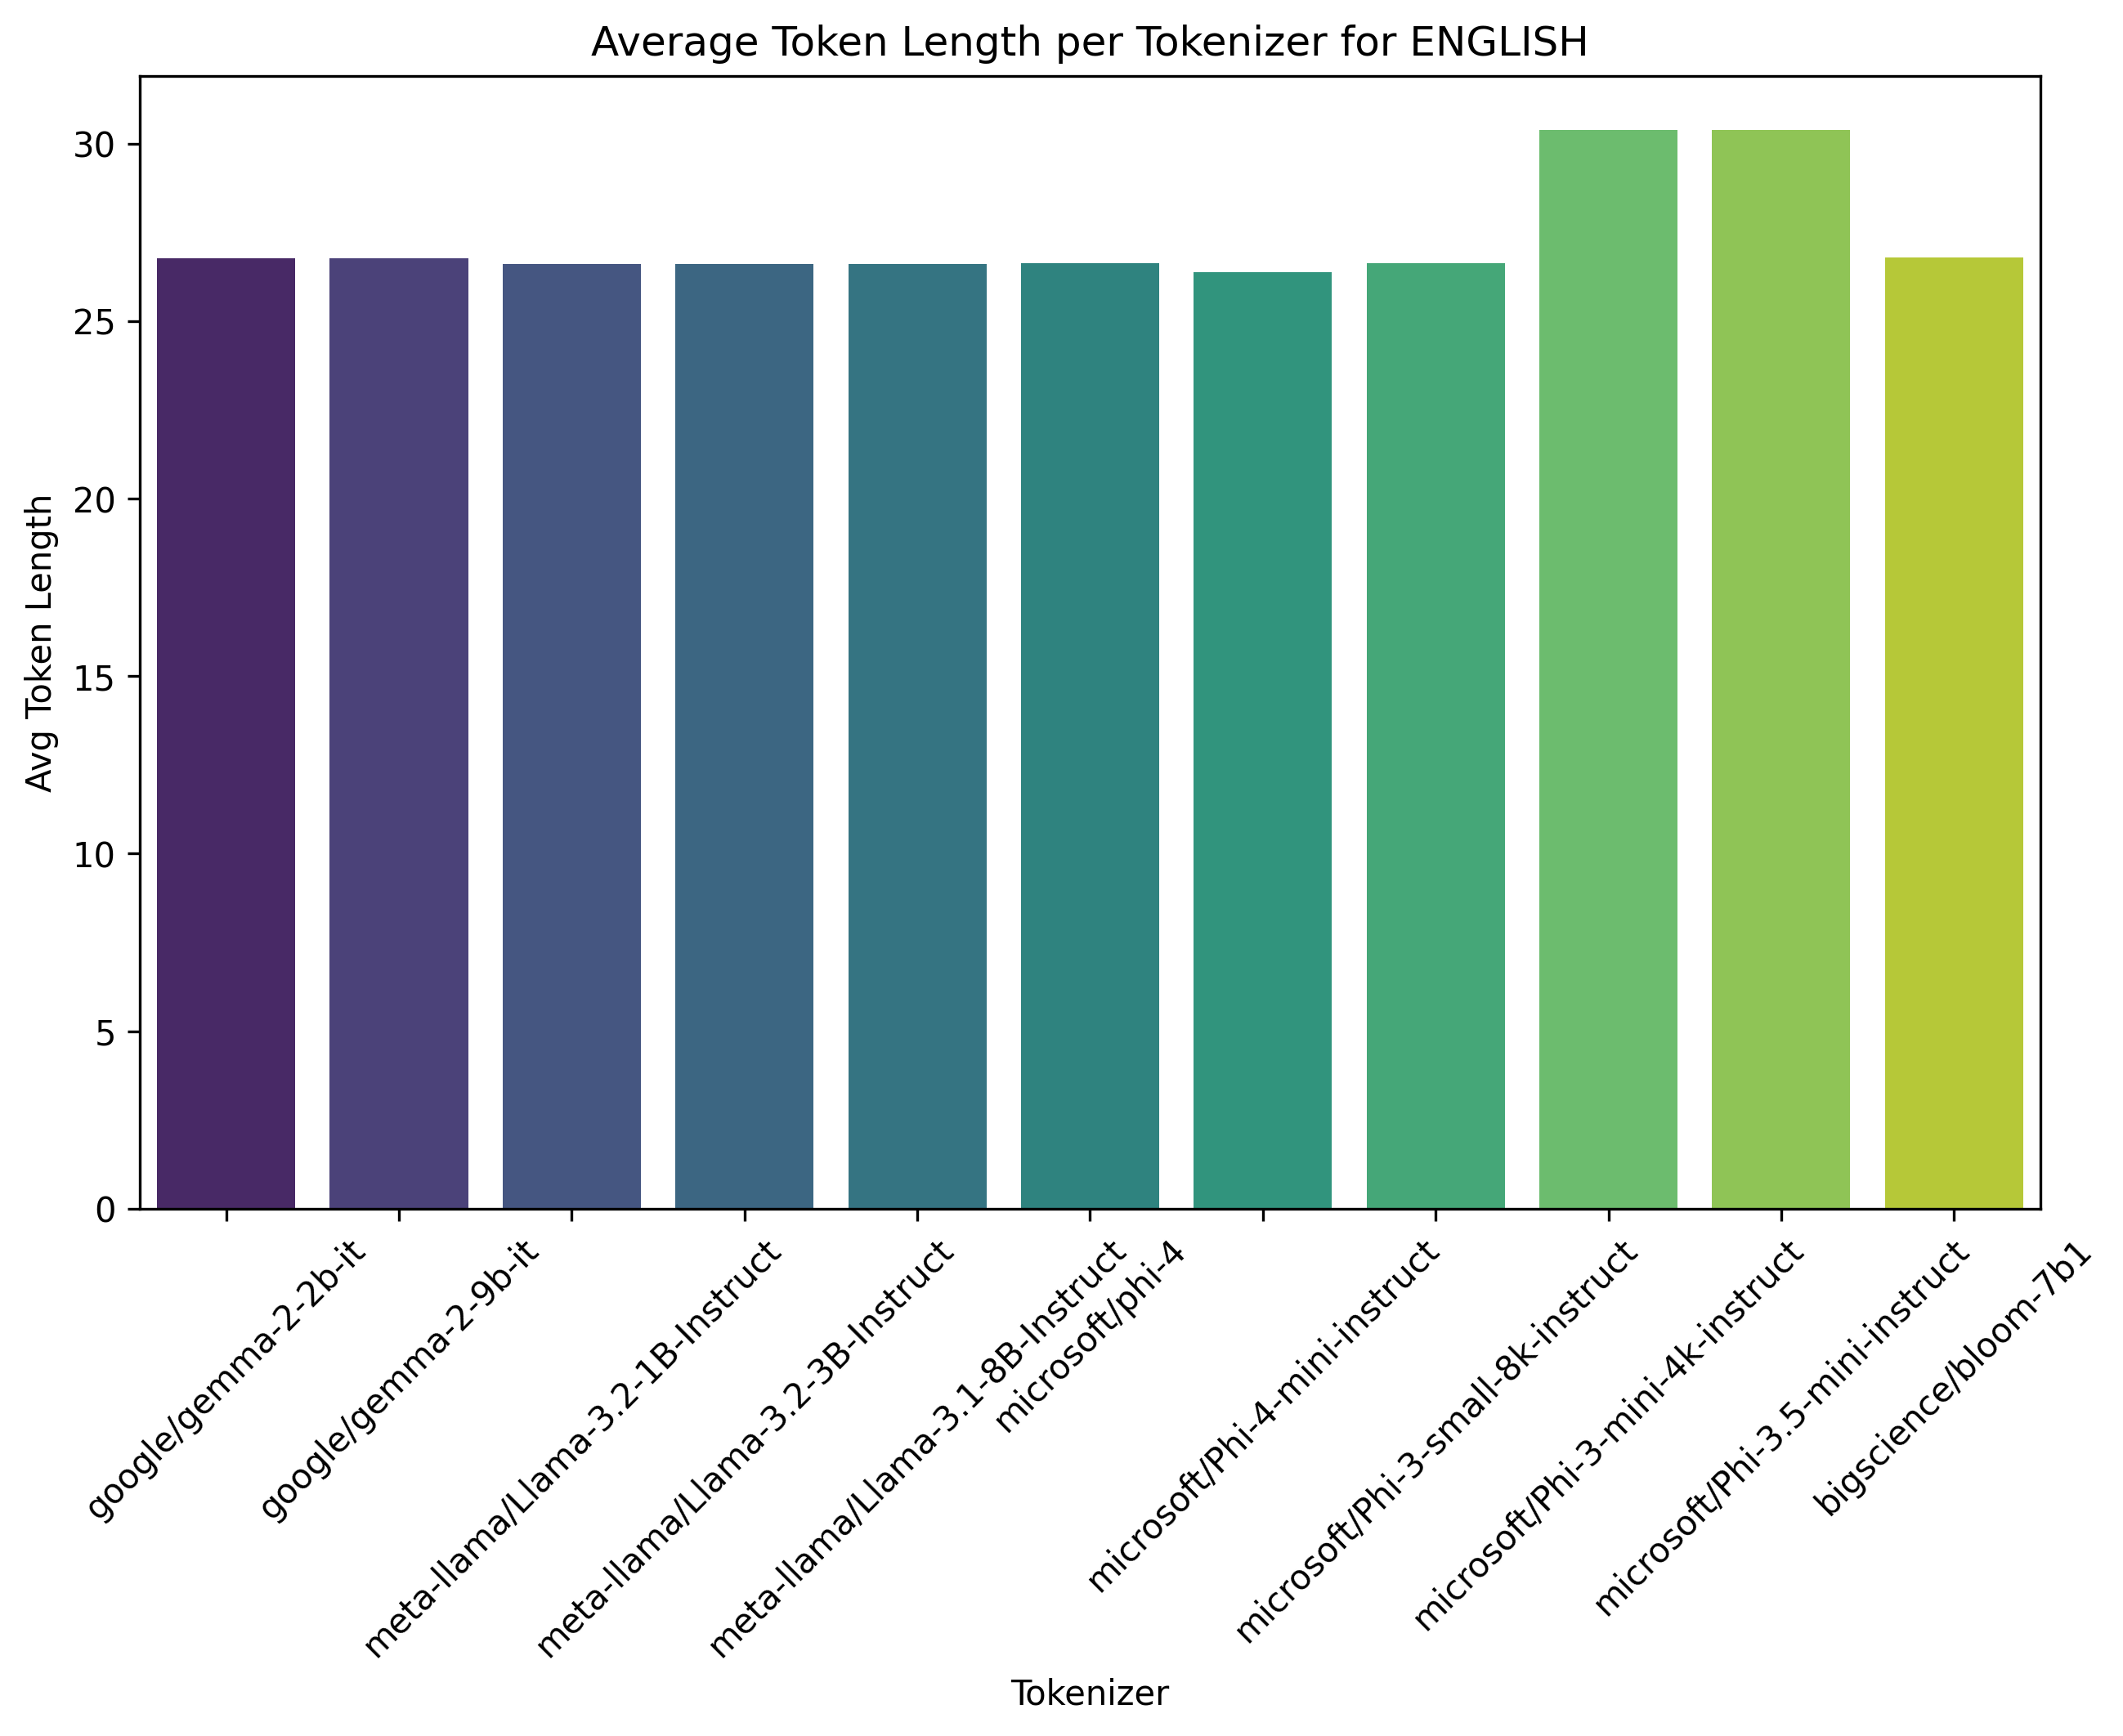 Average Token Length per Tokenizer for ENGLISH
Avg Token Length
30
25
20
15
10
5
0
google/gemma-2-2b-it
google/gemma-2-9b-it
meta-llama/Llama-3.2-1B-Instruct
meta-llama/Llama-3.2-3B-Instruct
meta-llama/Llama-3.1-8B-Instruct
microsoft/phi-4
microsoft/Phi-4-mini-instruct
microsoft/Phi-3-small-8k-instruct
microsoft/Phi-3-mini-4k-instruct
microsoft/Phi-3.5-mini-instruct
bigscience/bloom-7b1
Tokenizer